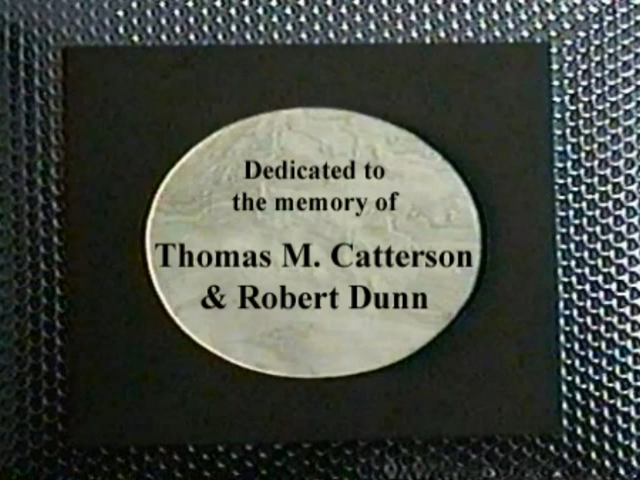 Dedicated to
the memory of
Thomas M. Catterson
& Robert Dunn